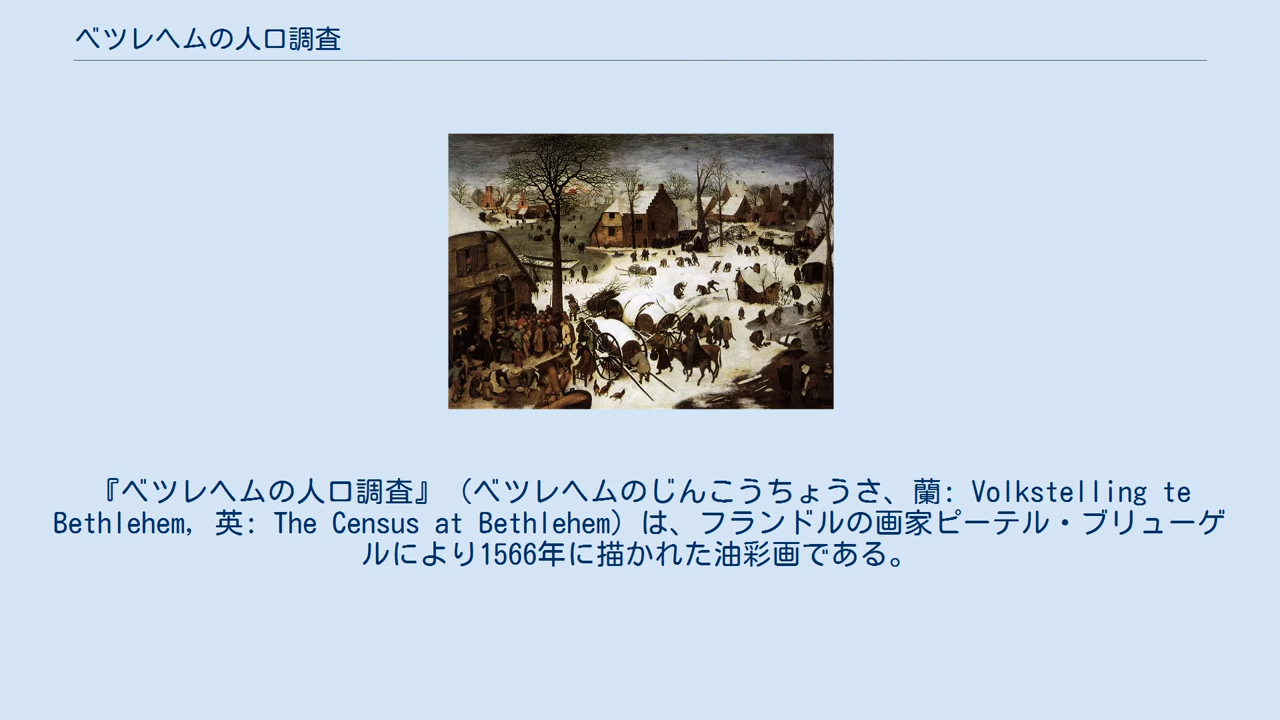 ベツレヘムの人口調査
『ベツレヘムの人口調査』（ベツレヘムのじんこうちょうさ、蘭: Volkstelling te
Bethlehem, 英: The Census at Bethlehem）は、フランドルの画家ピーテル・ブリューゲ
ルにより1566年に描かれた油彩画である。